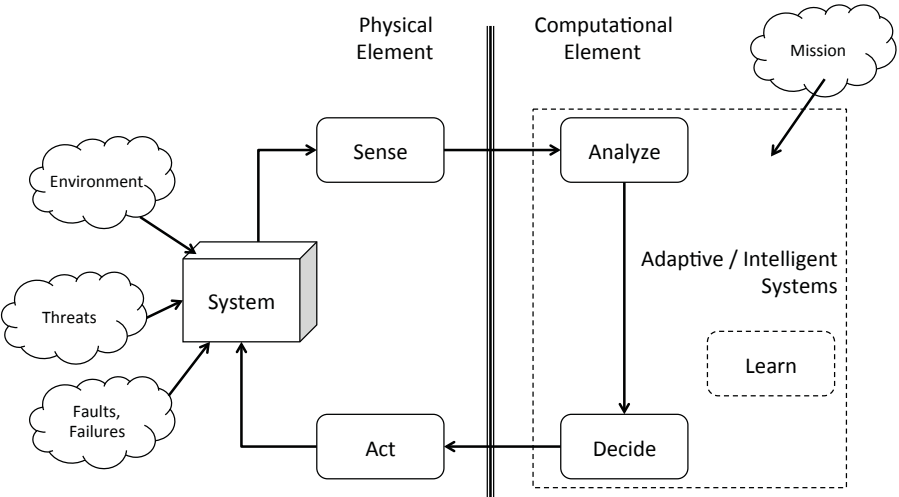 Physical
Element
Computational
Element
Mission
Sense
Analyze
Environment
Adaptive / Intelligent
Systems
System
Threats
Learn
Faults,
Failures
Act
Decide